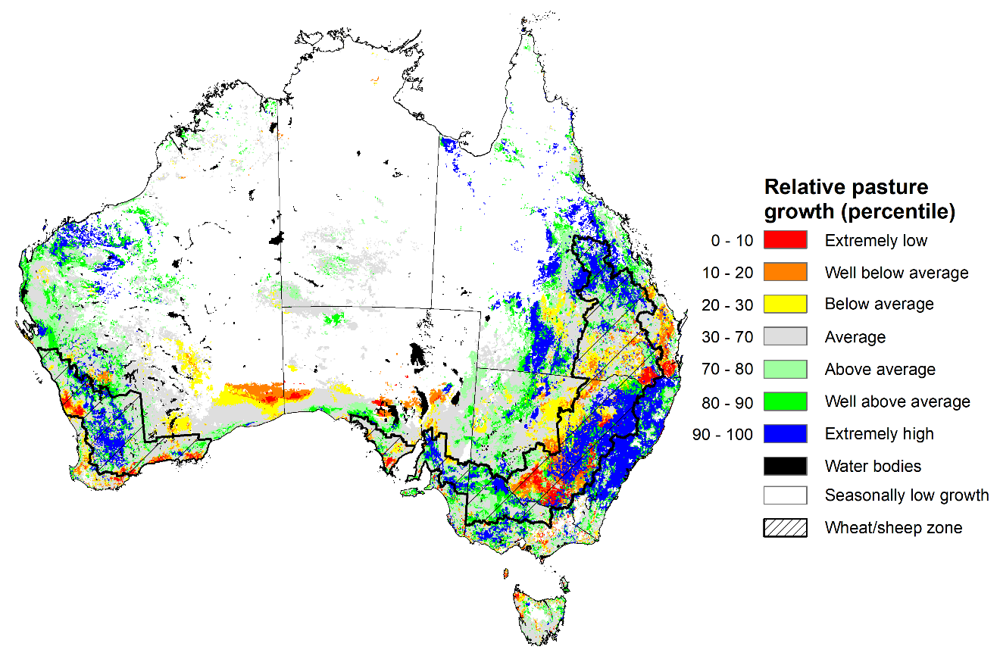 Relative pasture
growth (percentile)
0 - 10 Extremely low
10 - 20 Well below average
20 - 30 Below average
30 - 70 Average
70 - 80 Above average
80 - 90 Well above average
90 - 100 Extremely high
Water bodies
Seasonally low growth
Wheat/sheep zone